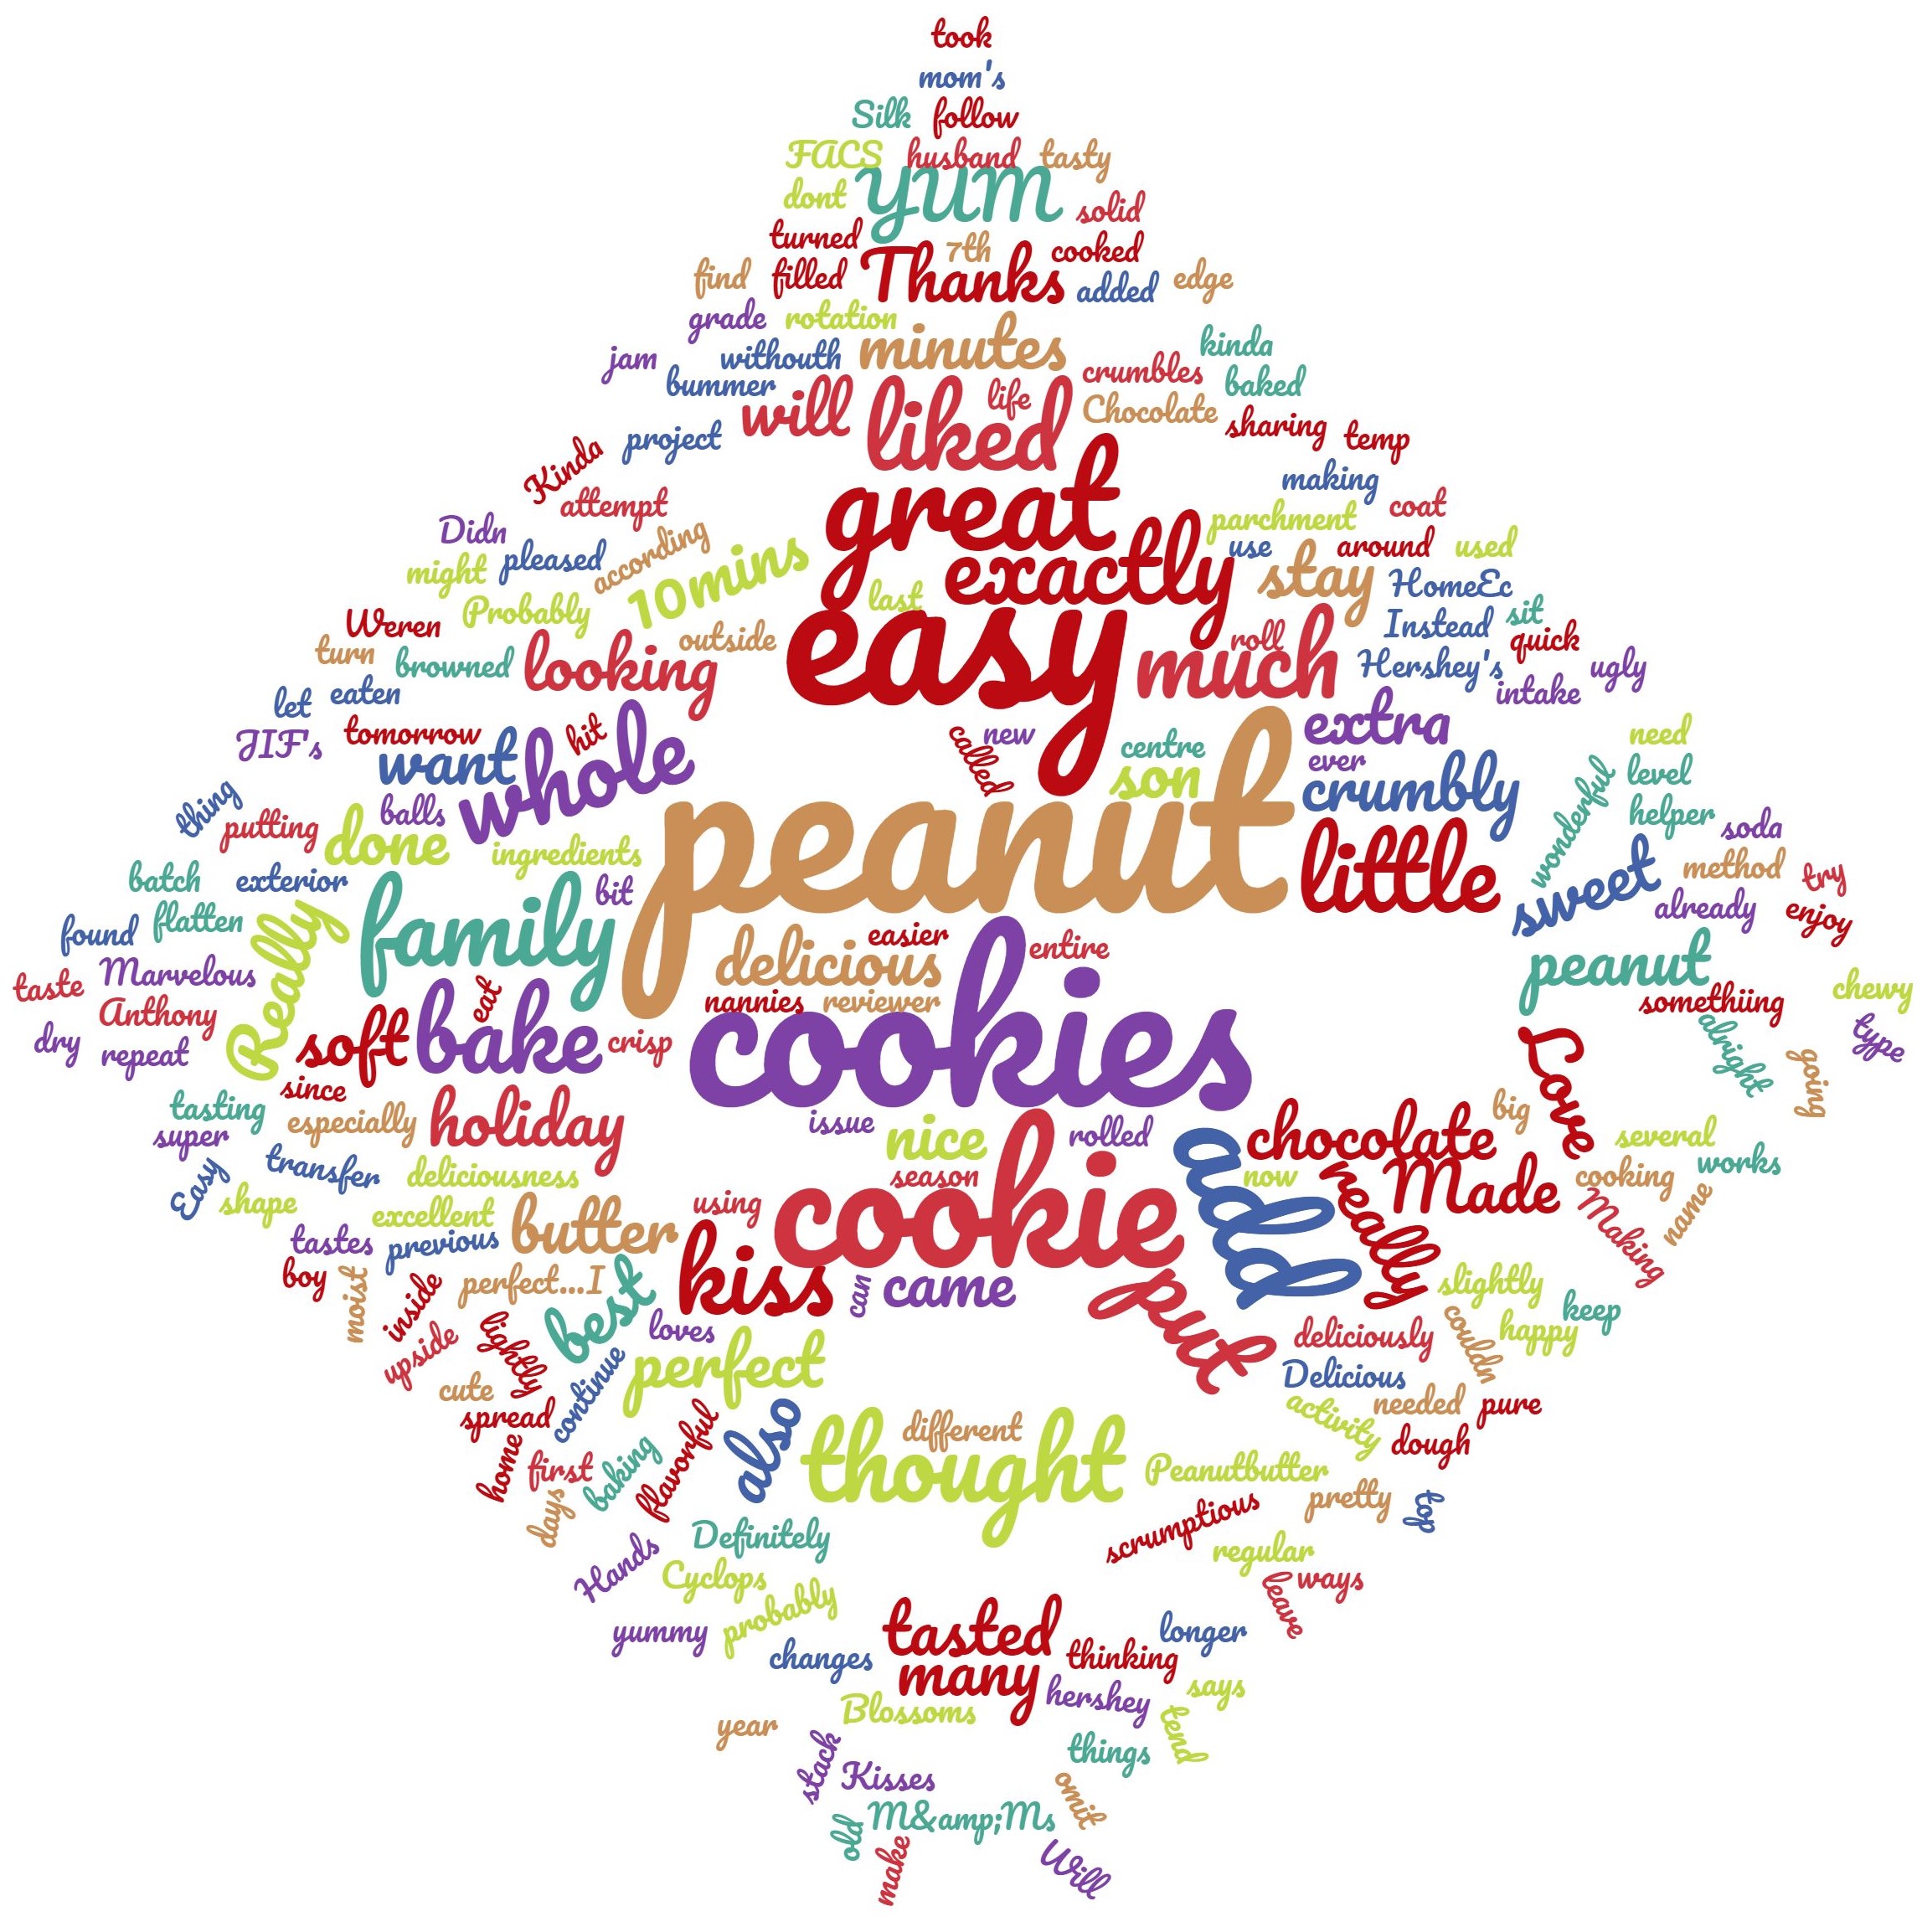 took
mom's
Silk follow
FACS husband tasty
dont yum solid
turned 7th cooked
find filled Thanks added edge
grade rotation minutes kinda
jam withouth crumbles
bummer will liked life Chocolate baked
project sharing temp
Kinda great making
attempt parchment coat
Didn according exactly use around used
might pleased 10mins stay HomeEc
Probably last Instead sit
Weren outside easy roll quick
turn browned looking much Hershey's ugly
let eaten intake
JIF's tomorrow hit whole called new centre extra need
want son ever crumbly wonderful level
thing balls peanut helper
putting done ingredients little soda
batch exterior bit sweet method try
found flatten Really family delicious easier entire already enjoy
taste Marvelous eat nannies reviewer peanut chewy
Anthony bake cookies somethiing
dry repeat soft crisp Love alright going type
since
tasting especially holiday issue nice rolled chocolate big several
super
Easy transfer deliciousness season add now really Made cooking works
shape excellent butter using cookie Making name
tastes previous
boy moist inside perfect...I best kiss can came put slightly keep
upside lightly loves deliciously couldn happy
cute continue perfect Delicious
spread flavorful also different activity needed pure
home first baking thought Peanutbutter dough
days Definitely scrumptious pretty top
Hands Cyclops regular
probably leave ways
yummy changes tasted thinking longer
many hershey says
year Blossoms tend
stack Kisses things
old M&amp;Ms omit
make Will